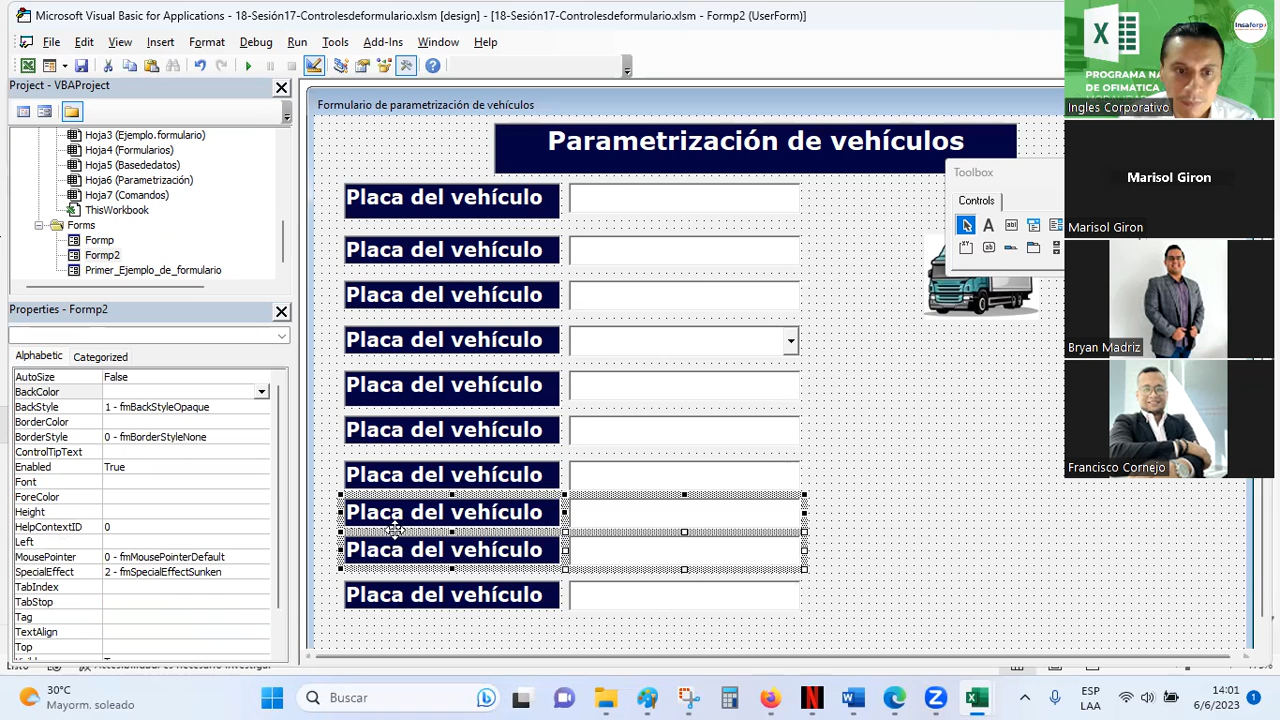 Microsoft Visual Basic for Applications - 18-Sesión17-Controlesdeformulario.xlsm [design] - [18-Sesión17-Controlesdeformulario.xlsm - Formp2 (UserForm)]
File Edit View Insert Format Debug Run Tools Add-Ins Window Help
Project - VBAProject
Hoja3 (Ejemplo.formulario)
Hoja4 (Formularios)
Hoja5 (Basededatos)
Hoja6 (Parametrización)
Hoja7 (Comandos)
ThisWorkbook
Forms
Formp
Formp2
Primer_Ejemplo_de_formulario
Properties - Formp2
Alphabetic Categorized
AutoSize False
BackColor
BackStyle 1 - fmBackStyleOpaque
BorderColor
BorderStyle 0 - fmBorderStyleNone
ControlTipText
Enabled True
Font
ForeColor
Height
HelpContextID 0
Left
MousePointer 0 - fmMousePointerDefault
SpecialEffect 2 - fmSpecialEffectSunken
TabIndex
TabStop
Tag
TextAlign
Top
Formulario de parametrización de vehículos
Parametrización de vehículos
Placa del vehículo
Placa del vehículo
Placa del vehículo
Placa del vehículo
Placa del vehículo
Placa del vehículo
Placa del vehículo
Placa del vehículo
Placa del vehículo
Placa del vehículo
Toolbox
Controls
Insaforp
PROGRAMA NA
DE OFIMÁTICA
Ingles Corporativo
Marisol Giron
Marisol Giron
Bryan Madriz
Francisco Cornejo
30°C
Mayorm. soleado
Buscar
ESP
LAA
14:01
6/6/2023